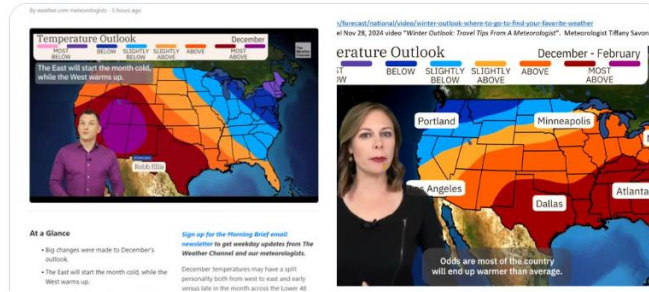 By weather.com meteorologists · 5 hours ago
Temperature Outlook December
MOST BELOW BELOW SLIGHTLY BELOW SLIGHTLY ABOVE ABOVE MOST ABOVE
The East will start the month cold,
while the West warms up.
The Weather Channel
Robb Ellis
At a Glance
• Big changes were made to December's
outlook.
• The East will start the month cold, while the
West warms up.
Sign up for the Morning Brief email
newsletter to get weekday updates from The
Weather Channel and our meteorologists.
December temperatures may have a split
personality both from west to east and early
versus late in the month across the Lower 48
/forecast/national/video/winter-outlook-where-to-go-to-find-your-favorite-weather
el Nov 28, 2024 video "Winter Outlook: Travel Tips From A Meteorologist". Meteorologist Tiffany Savon
erature Outlook December - February
BELOW SLIGHTLY BELOW SLIGHTLY ABOVE ABOVE MOST ABOVE
Portland
Minneapolis
Los Angeles
Dallas
Atlanta
Odds are most of the country
will end up warmer than average.